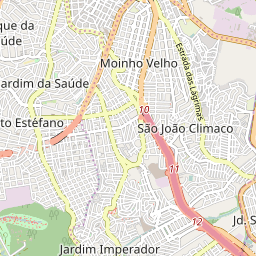 que da
úde
Moinho Velho
Estrada das Lágrimas
Jardim da Saúde
10
to Estéfano
São João Climaco
11
Jd. S
12
Jardim Imperador